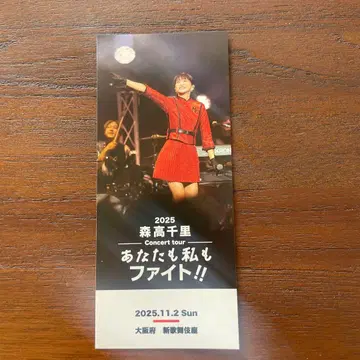 2025
森高千里
Concert tour
あなたも私も
ファイト!!
2025.11.2 Sun
大阪府 新歌舞伎座